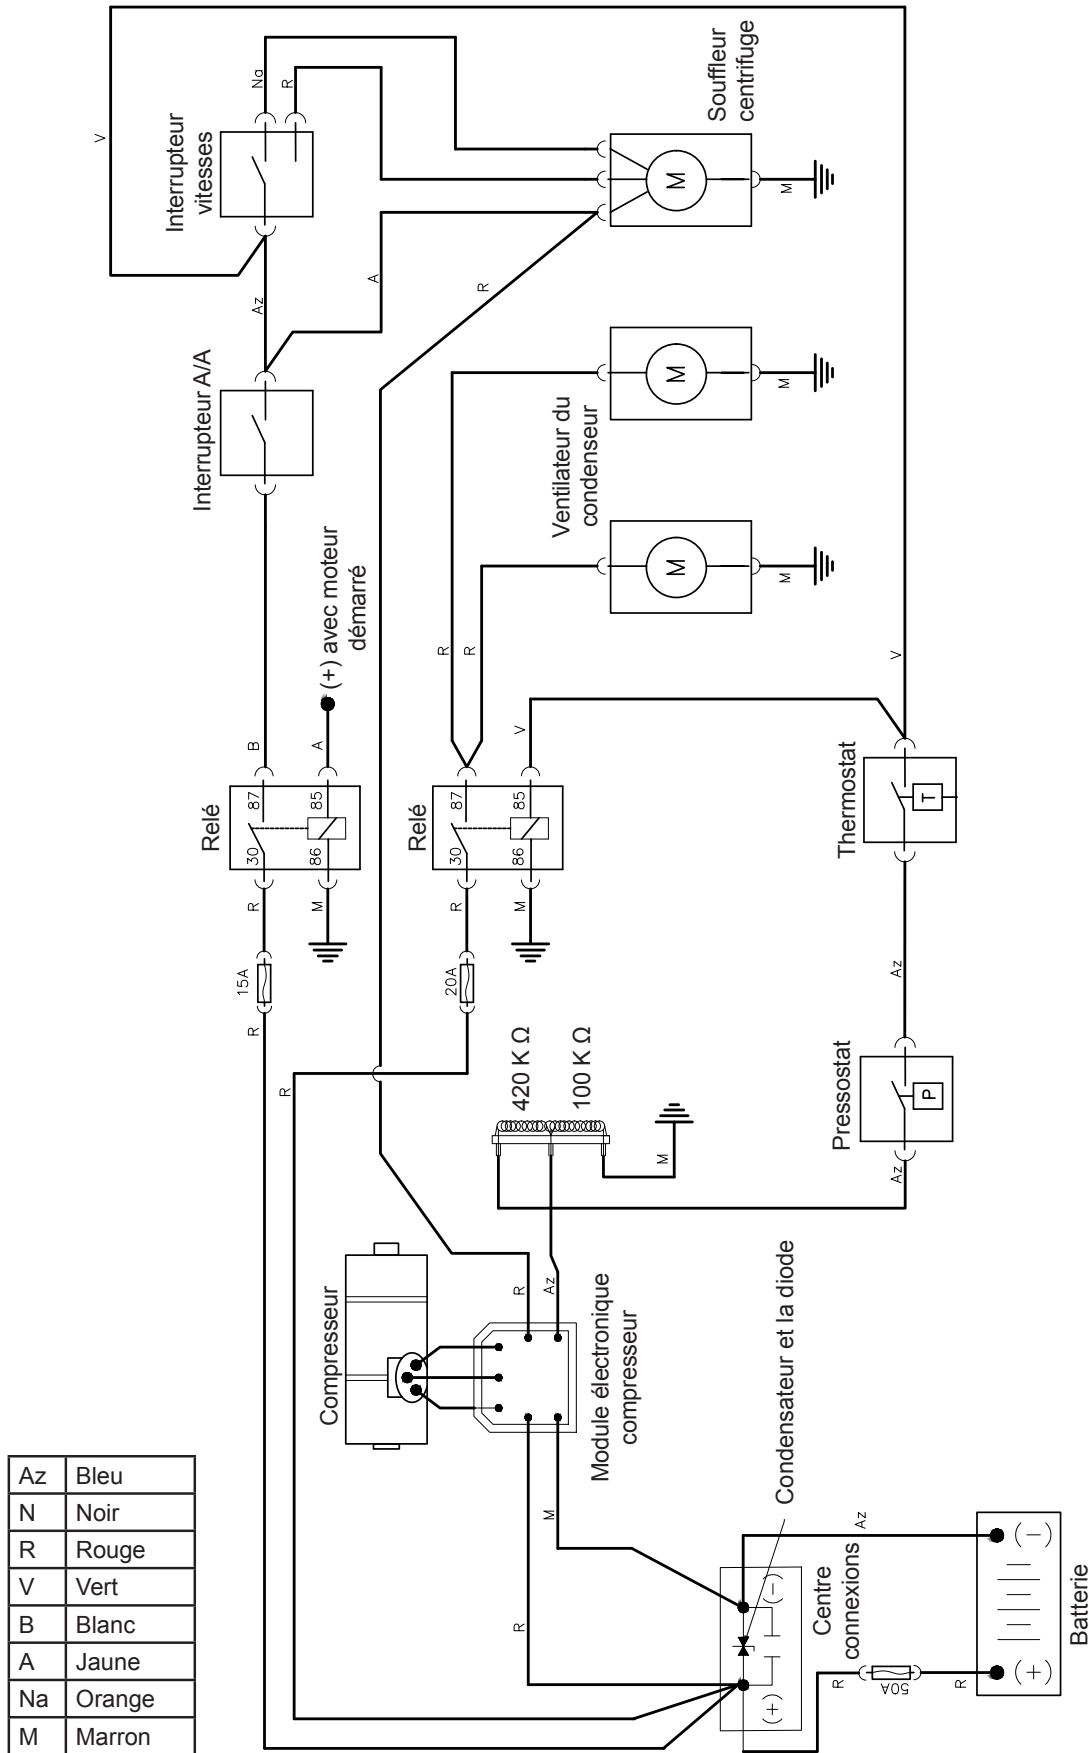 V
Na
R
Interrupteur
vitesses
Souffleur
centrifuge
M
M
Az
A
R
Interrupteur A/A
M
M
Ventilateur du
condenseur
M
M
(+) avec moteur
démarré
B
A
R
R
V
V
Relé
87
85
30
86
Relé
87
85
30
86
Thermostat
T
R
M
R
M
15A
20A
R
R
Az
420 K Ω
100 K Ω
Pressostat
P
M
Az
Compresseur
R
Az
Module électronique
compresseur
Condensateur et la diode
M
R
Az
Centre
connexions
(-)
(+)
R
50A
R
(-)
(+)
Batterie
Az Bleu
N Noir
R Rouge
V Vert
B Blanc
A Jaune
Na Orange
M Marron